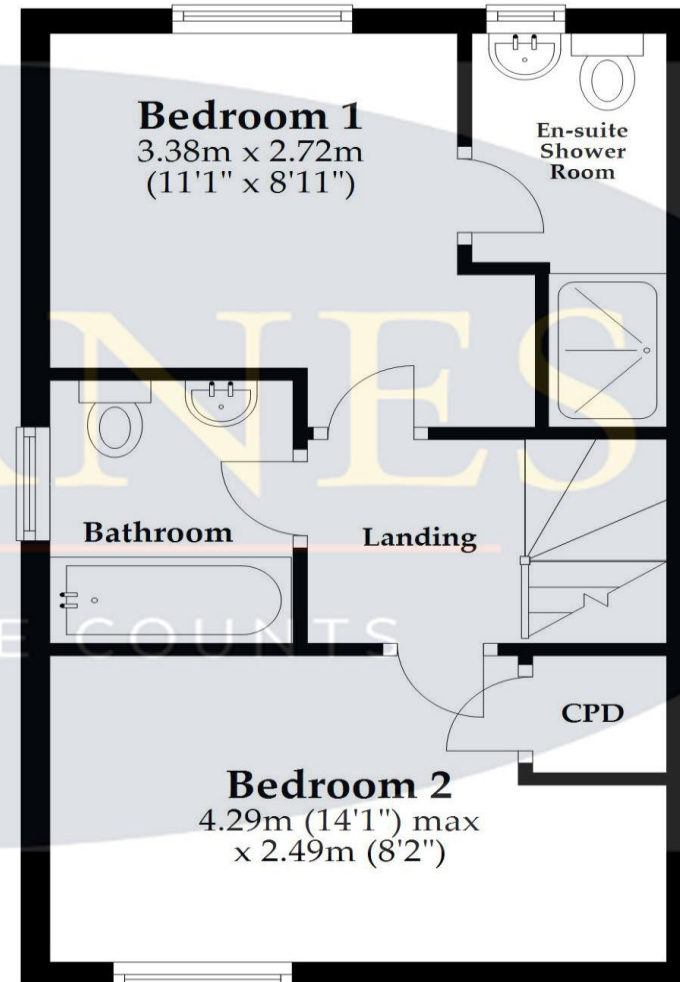 Bedroom 1
3.38m x 2.72m
(11'1" x 8'11")
En-suite
Shower
Room
Bathroom
Landing
CPD
Bedroom 2
4.29m (14'1") max
x 2.49m (8'2")
NES
COUNTS